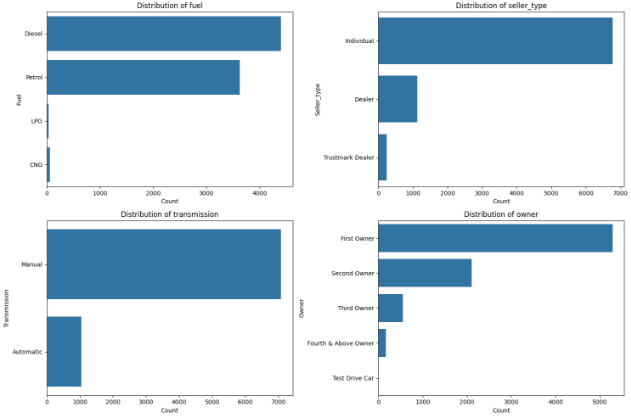 Distribution of fuel
Fuel
Diesel
Petrol
LPG
CNG
0 1000 2000 3000 4000
Count
Distribution of seller_type
Seller_type
Individual
Dealer
Trustmark Dealer
0 1000 2000 3000 4000 5000 6000 7000
Count
Distribution of transmission
Transmission
Manual
Automatic
0 1000 2000 3000 4000 5000 6000 7000
Count
Distribution of owner
Owner
First Owner
Second Owner
Third Owner
Fourth & Above Owner
Test Drive Car
0 1000 2000 3000 4000 5000
Count